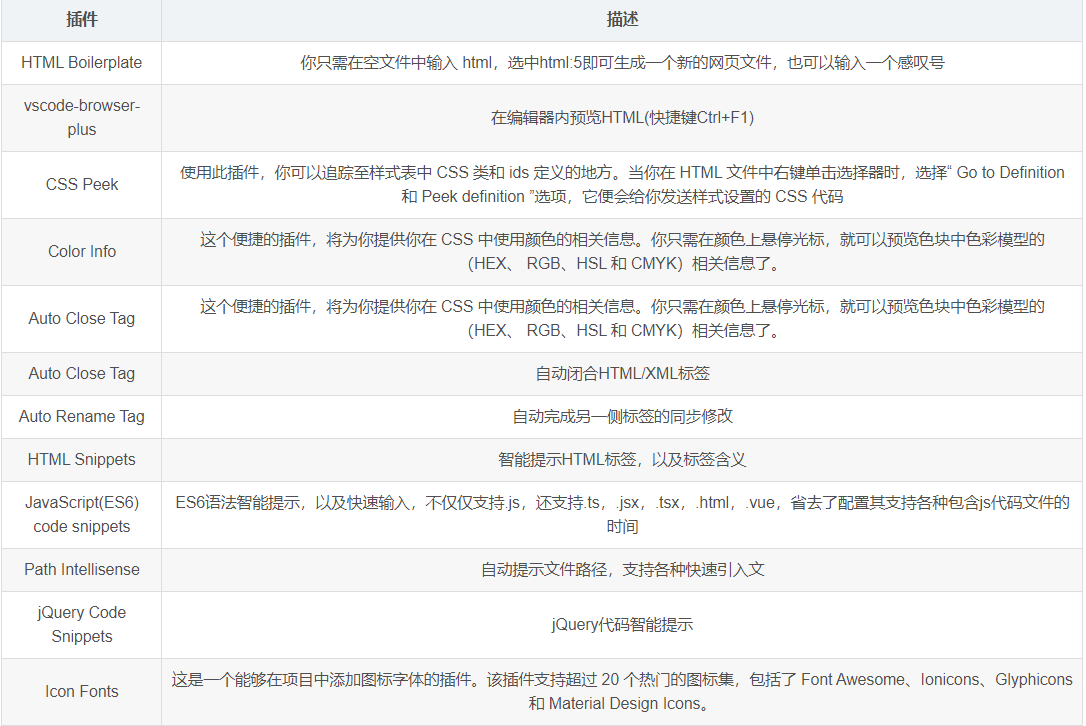 插件
描述
HTML Boilerplate
你只需在空文件中输入 html，选中html:5即可生成一个新的网页文件，也可以输入一个感叹号
vscode-browser-
plus
在编辑器内预览HTML(快捷键Ctrl+F1)
CSS Peek
使用此插件，你可以追踪至样式表中 CSS 类和 ids 定义的地方。当你在 HTML 文件中右键单击选择器时，选择“ Go to Definition
和 Peek definition ”选项，它便会给你发送样式设置的 CSS 代码
Color Info
这个便捷的插件，将为你提供你在 CSS 中使用颜色的相关信息。你只需在颜色上悬停光标，就可以预览色块中色彩模型的
（HEX、 RGB、HSL 和 CMYK）相关信息了。
Auto Close Tag
这个便捷的插件，将为你提供你在 CSS 中使用颜色的相关信息。你只需在颜色上悬停光标，就可以预览色块中色彩模型的
（HEX、 RGB、HSL 和 CMYK）相关信息了。
Auto Close Tag
自动闭合HTML/XML标签
Auto Rename Tag
自动完成另一侧标签的同步修改
HTML Snippets
智能提示HTML标签，以及标签含义
JavaScript(ES6)
code snippets
ES6语法智能提示，以及快速输入，不仅仅支持.js，还支持.ts，.jsx，.tsx，.html，.vue，省去了配置其支持各种包含js代码文件的
时间
Path Intellisense
自动提示文件路径，支持各种快速引入文
jQuery Code
Snippets
jQuery代码智能提示
Icon Fonts
这是一个能够在项目中添加图标字体的插件。该插件支持超过 20 个热门的图标集，包括了 Font Awesome、Ionicons、Glyphicons
和 Material Design Icons。